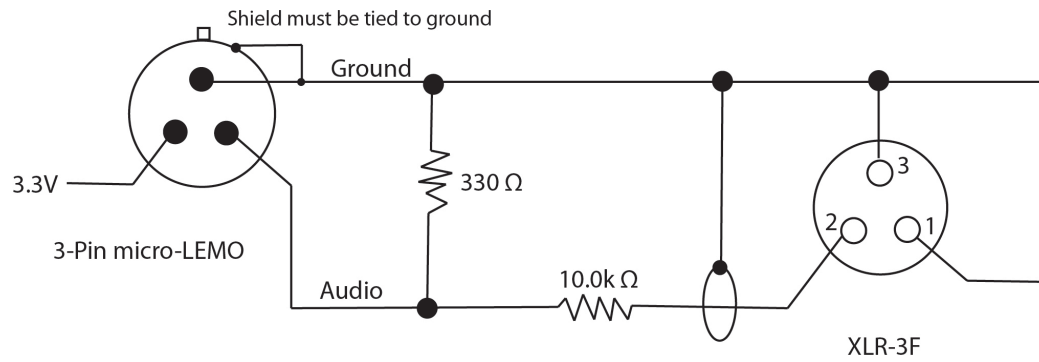 Shield must be tied to ground
Ground
3.3V
330 Ω
3
2
1
3-Pin micro-LEMO
10.0k Ω
Audio
XLR-3F